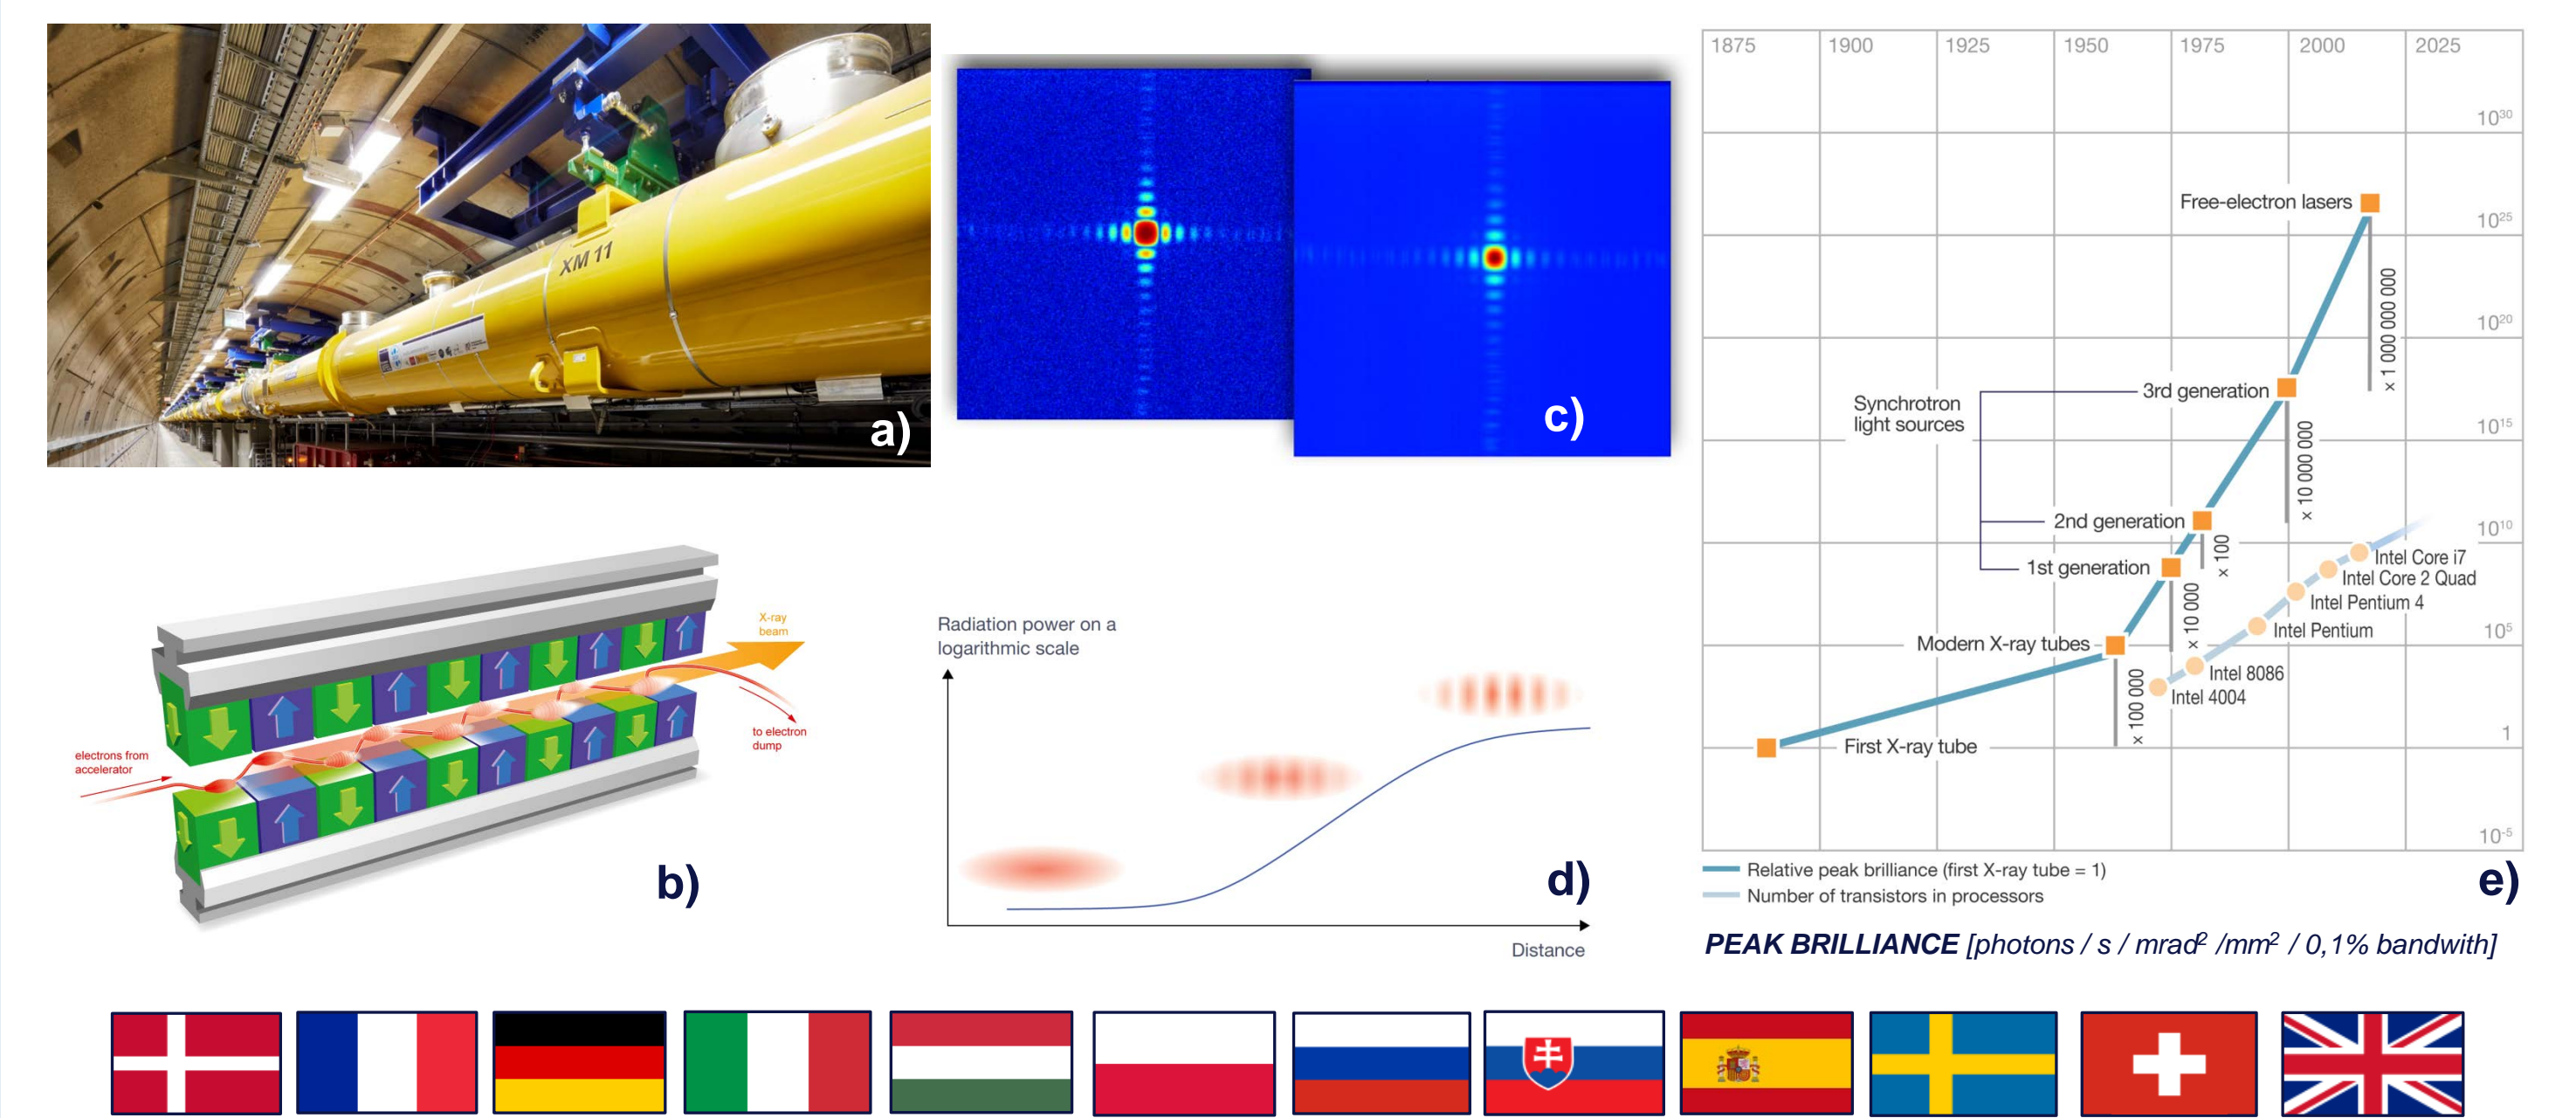 XM 11
a)
c)
electrons from
accelerator
X-ray
beam
to electron
dump
b)
Radiation power on a
logarithmic scale
Distance
d)
1875 1900 1925 1950 1975 2000 2025
10³⁰
Free-electron lasers
10²⁵
x 1 000 000 000
10²⁰
3rd generation
Synchrotron
light sources
10¹⁵
x 10 000 000
2nd generation
10¹⁰
x 100
1st generation
Intel Core i7
Intel Core 2 Quad
Intel Pentium 4
x 10 000
Intel Pentium
10⁵
Modern X-ray tubes
Intel 8086
Intel 4004
x 100 000
First X-ray tube
1
10⁻⁵
Relative peak brilliance (first X-ray tube = 1)
Number of transistors in processors
e)
PEAK BRILLIANCE [photons / s / mrad² /mm² / 0,1% bandwith]